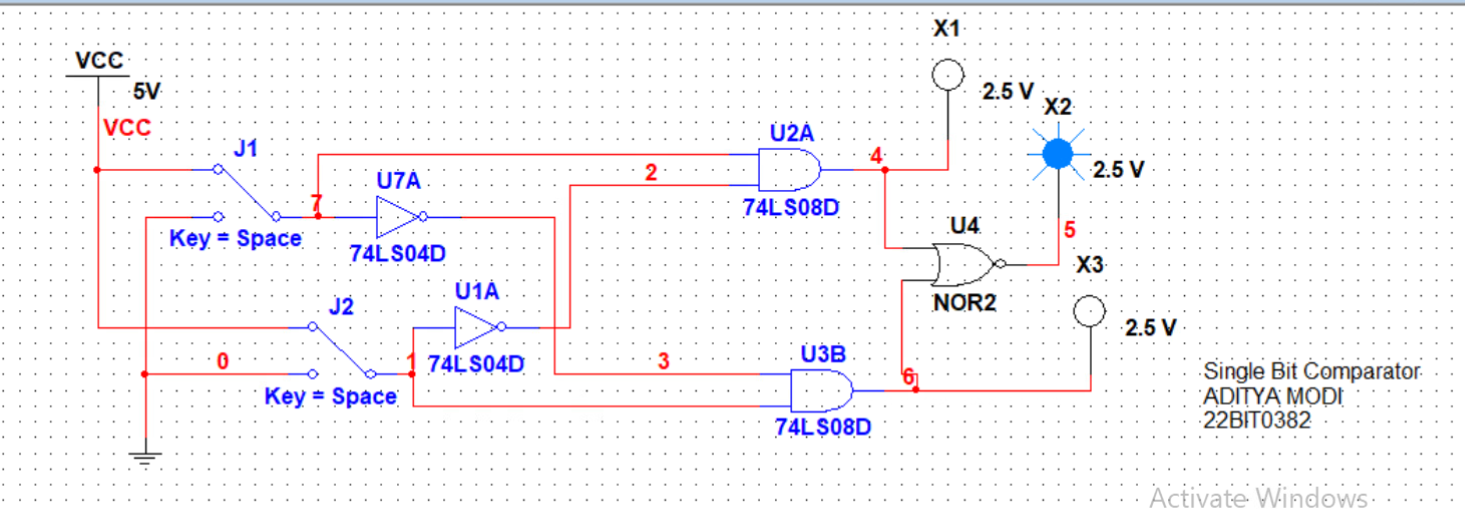 X1
VCC
5V
2.5 V
X2
VCC
J1
U2A
4
2.5 V
U7A
2
7
74LS08D
Key = Space
74LS04D
U4
5
X3
U1A
J2
NOR2
2.5 V
0
1
74LS04D
3
U3B
6
Key = Space
74LS08D
Single Bit Comparator
ADITYA MODI
22BIT0382
Activate Windows